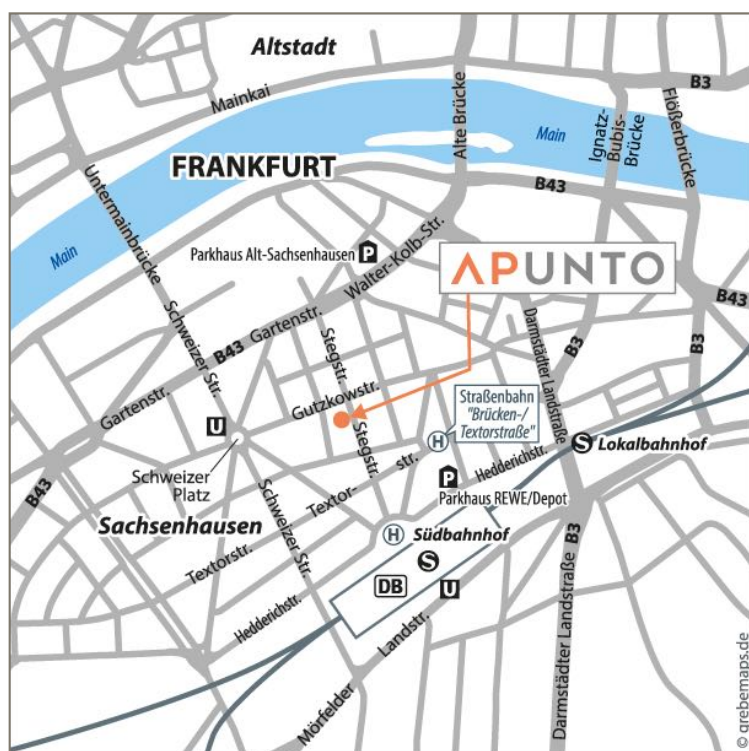 Altstadt
Mainkai
B3
Alte Brücke
Main
Ignatz-
Bubis-
Brücke
Flößerbrücke
FRANKFURT
B43
Untermainbrücke
Main
Parkhaus Alt-Sachsenhausen
P
Walter-Kolb-Str.
APUNTO
B43
Schweizer Str.
Gartenstr.
B43
Stegstr.
Darmstädter Landstraße
B3
B3
Gartenstr.
Gutzkowstr.
Straßenbahn
"Brücken-/
Textorstraße"
U
Stegstr.
H
S
Lokalbahnhof
Schweizer
Platz
Textor-
str.
Hedderichstr.
P
Parkhaus REWE/Depot
B43
Sachsenhausen
Schweizer Str.
H
Südbahnhof
B3
Textorstr.
S
DB
U
Hedderichstr.
Mörfelder
Landstr.
Darmstädter Landstraße
© grebemaps.de